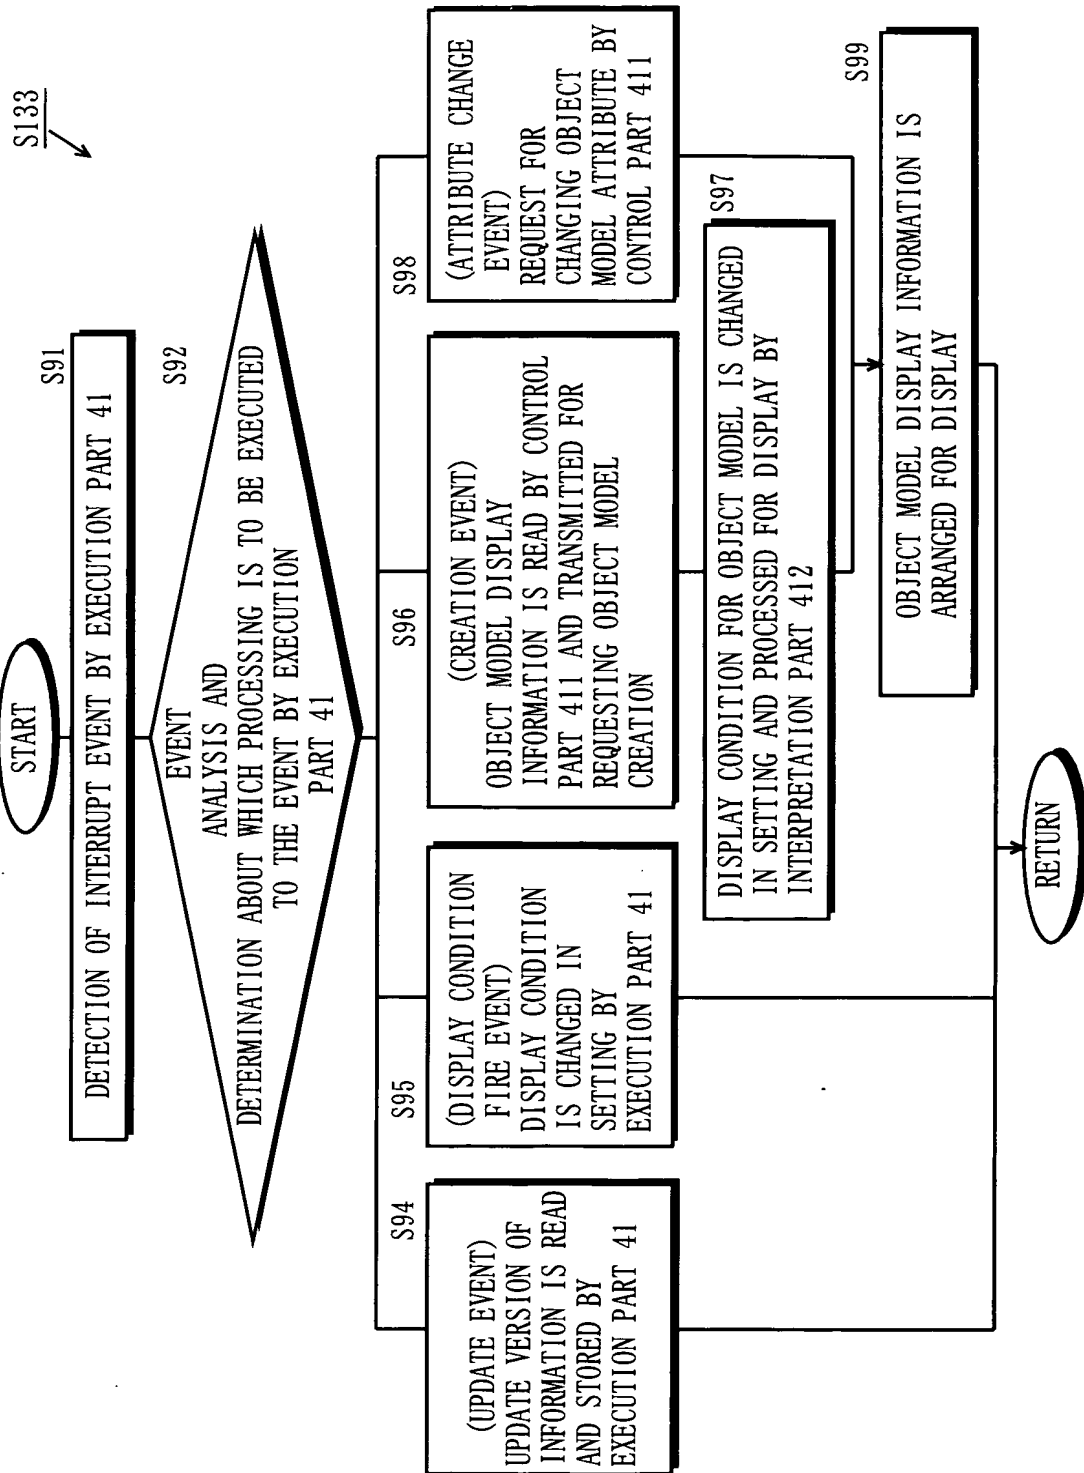 S133
START
S91
DETECTION OF INTERRUPT EVENT BY EXECUTION PART 41
S92
EVENT
ANALYSIS AND
DETERMINATION ABOUT WHICH PROCESSING IS TO BE EXECUTED
TO THE EVENT BY EXECUTION
PART 41
S94
(UPDATE EVENT)
UPDATE VERSION OF
INFORMATION IS READ
AND STORED BY
EXECUTION PART 41
S95
(DISPLAY CONDITION
FIRE EVENT)
DISPLAY CONDITION
IS CHANGED IN
SETTING BY
EXECUTION PART 41
S96
(CREATION EVENT)
OBJECT MODEL DISPLAY
INFORMATION IS READ BY CONTROL
PART 411 AND TRANSMITTED FOR
REQUESTING OBJECT MODEL
CREATION
S98
(ATTRIBUTE CHANGE
EVENT)
REQUEST FOR
CHANGING OBJECT
MODEL ATTRIBUTE BY
CONTROL PART 411
S97
DISPLAY CONDITION FOR OBJECT MODEL IS CHANGED
IN SETTING AND PROCESSED FOR DISPLAY BY
INTERPRETATION PART 412
S99
OBJECT MODEL DISPLAY INFORMATION IS
ARRANGED FOR DISPLAY
RETURN